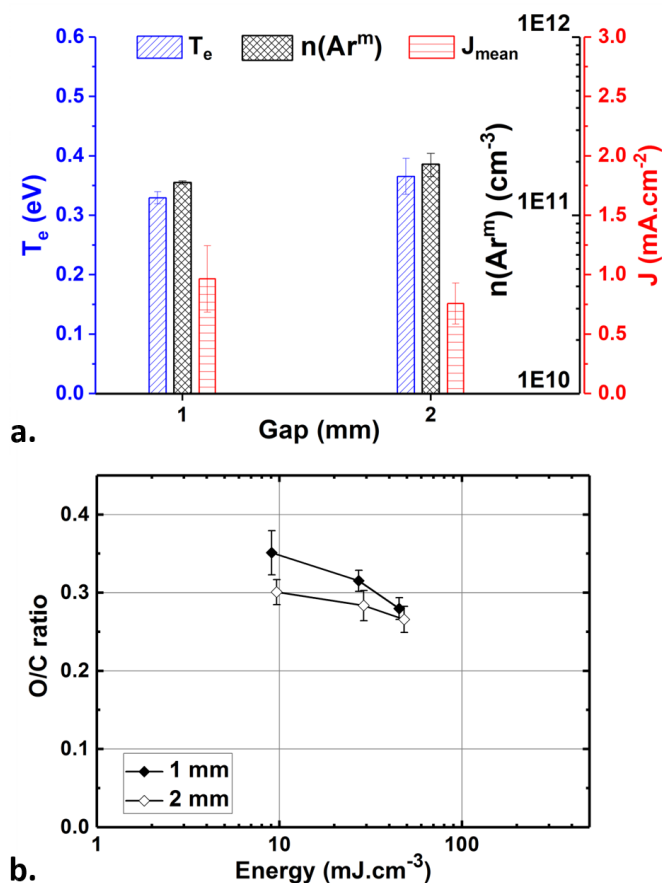 a.
Tₑ n(Arᵐ) J_mean
0.6
0.5
0.4
0.3
0.2
0.1
0.0
Tₑ (eV)
1 2
Gap (mm)
1E12
1E11
1E10
n(Arᵐ) (cm⁻³)
3.0
2.5
2.0
1.5
1.0
0.5
0.0
J (mA.cm⁻²)
b.
0.4
0.3
0.2
0.1
0.0
O/C ratio
1 mm
2 mm
1 10 100
Energy (mJ.cm⁻³)